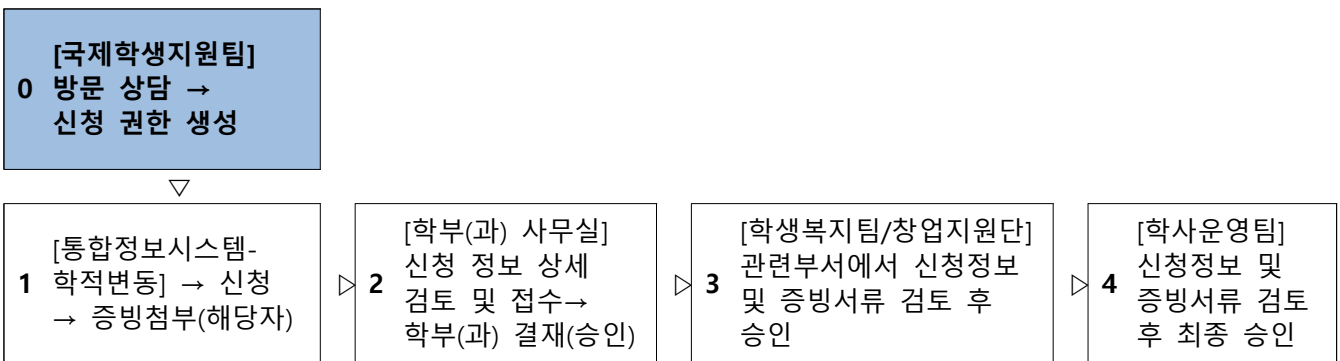 [국제학생지원팀]
0 방문 상담 →
신청 권한 생성
▽
[통합정보시스템-
1 학적변동] → 신청
→ 증빙첨부(해당자)
▷
[학부(과) 사무실]
2 신청 정보 상세
검토 및 접수→
학부(과) 결재(승인)
▷
[학생복지팀/창업지원단]
3 관련부서에서 신청정보
및 증빙서류 검토 후
승인
▷
[학사운영팀]
4 신청정보 및
증빙서류 검토
후 최종 승인